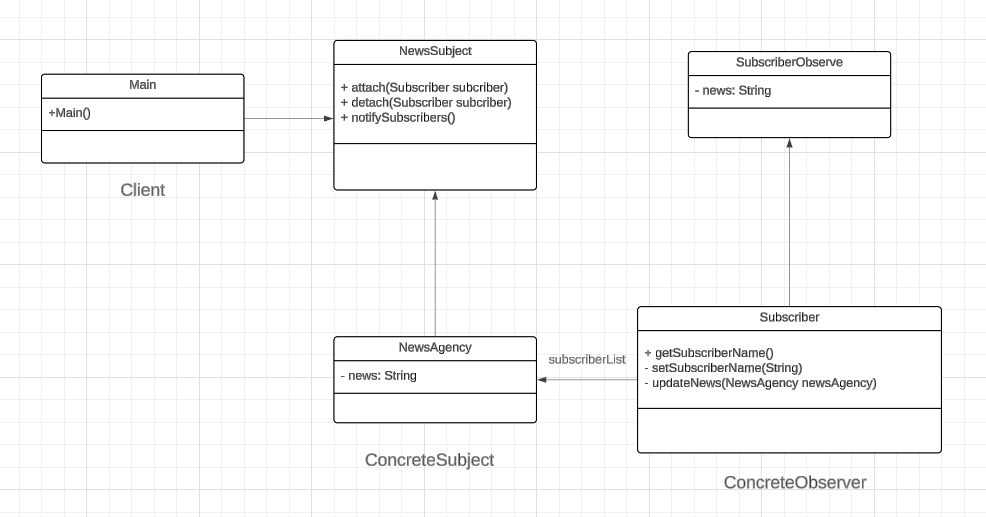 Main
+Main()
Client
NewsSubject
+ attach(Subscriber subcriber)
+ detach(Subscriber subcriber)
+ notifySubscribers()
SubscriberObserve
- news: String
NewsAgency
- news: String
ConcreteSubject
subscriberList
Subscriber
+ getSubscriberName()
- setSubscriberName(String)
- updateNews(NewsAgency newsAgency)
ConcreteObserver